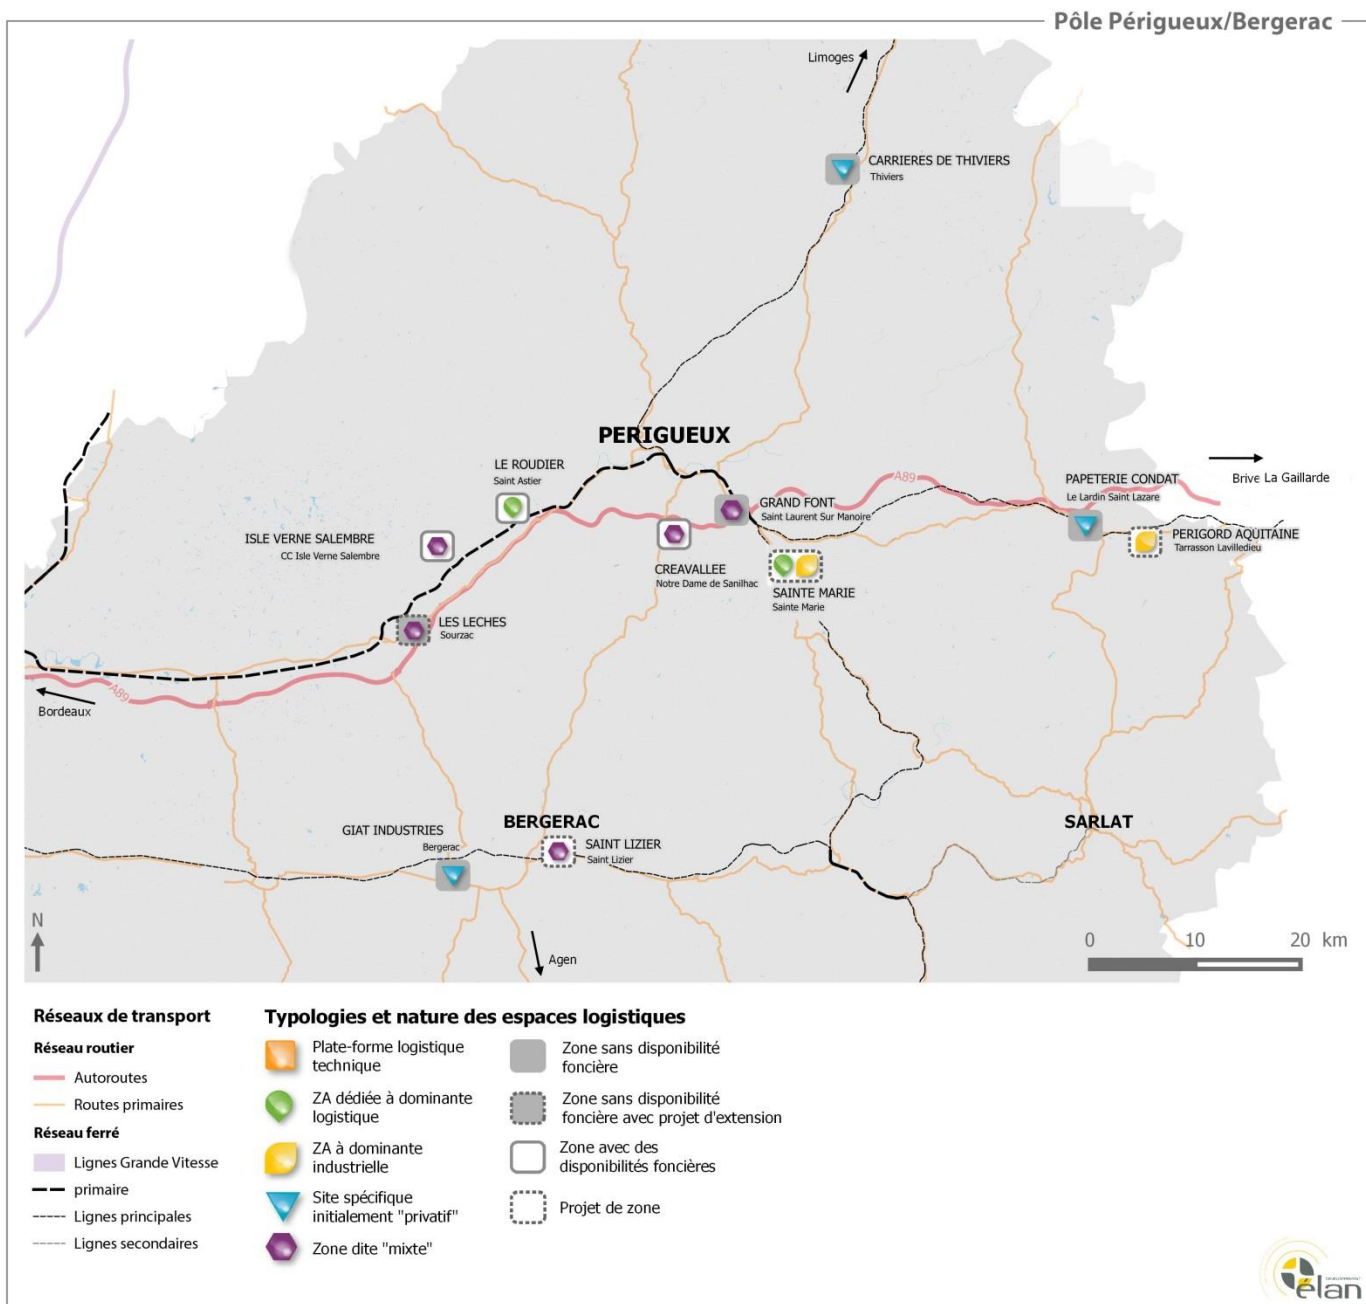 Pôle Périgueux/Bergerac
Limoges
CARRIERES DE THIVIERS
Thiviers
PERIGUEUX
LE ROUDIER
Saint Astier
A89
PAPETERIE CONDAT
Le Lardin Saint Lazare
Brive La Gaillarde
GRAND FONT
Saint Laurent Sur Manoire
ISLE VERNE SALEMBRE
CC Isle Verne Salembre
PERIGORD AQUITAINE
Tarrasson Lavilledieu
CREAVALLEE
Notre Dame de Sanilhac
SAINTE MARIE
Sainte Marie
LES LECHES
Sourzac
A89
Bordeaux
GIAT INDUSTRIES
Bergerac
BERGERAC
SAINT LIZIER
Saint Lizier
SARLAT
N
Agen
0 10 20 km
Réseaux de transport
Réseau routier
Autoroutes
Routes primaires
Réseau ferré
Lignes Grande Vitesse
primaire
Lignes principales
Lignes secondaires
Typologies et nature des espaces logistiques
Plate-forme logistique
technique
ZA dédiée à dominante
logistique
ZA à dominante
industrielle
Site spécifique
initialement "privatif"
Zone dite "mixte"
Zone sans disponibilité
foncière
Zone sans disponibilité
foncière avec projet d'extension
Zone avec des
disponibilités foncières
Projet de zone
DEVELOPPEMENT
élan